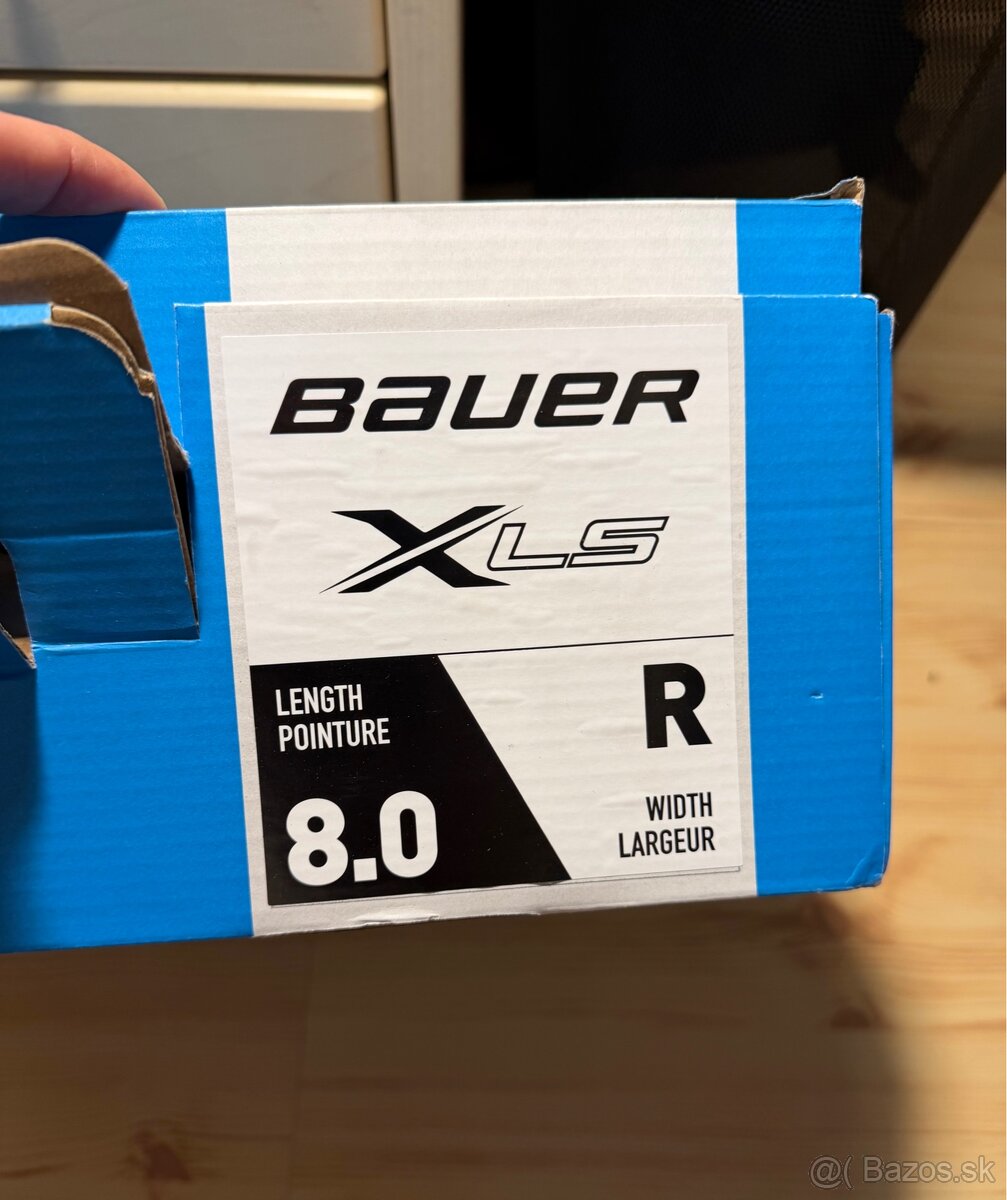 BAUER
XLS
LENGTH
POINTURE
8.0
R
WIDTH
LARGEUR
@( Bazos.sk